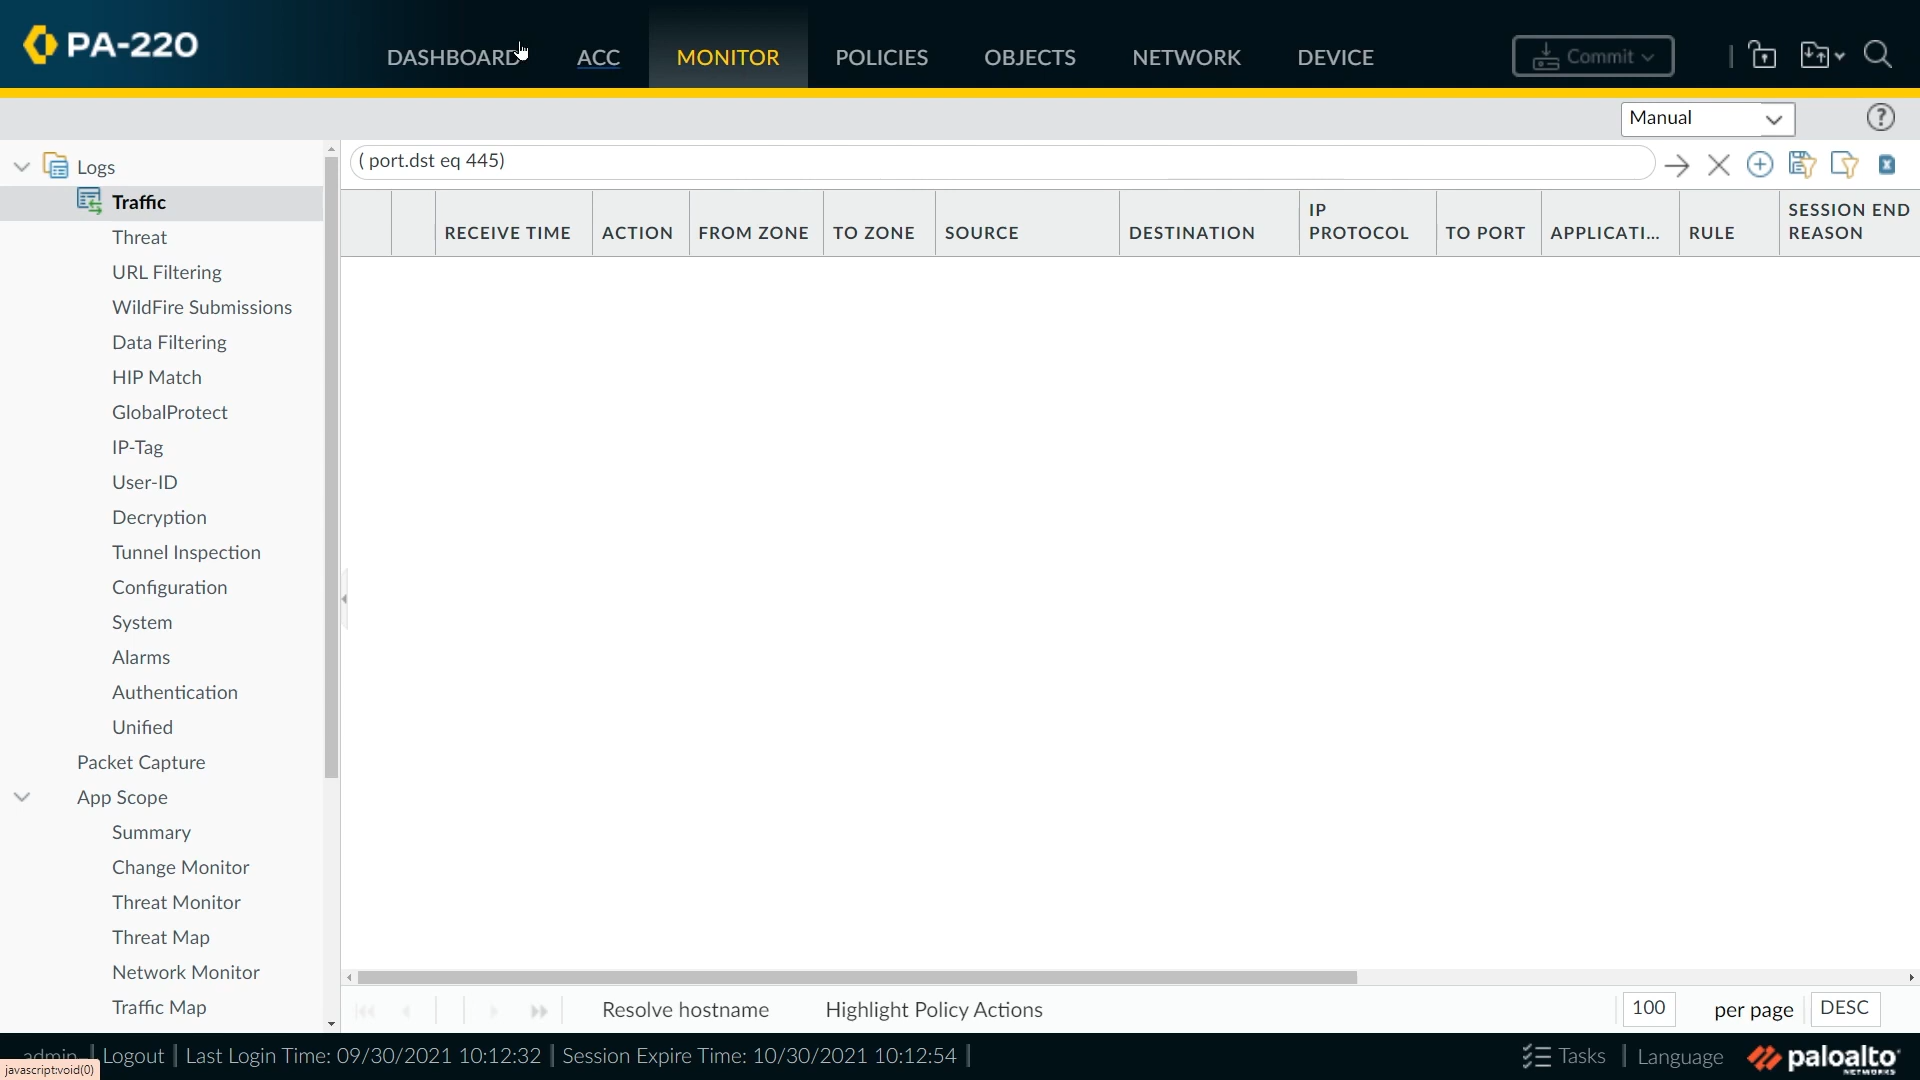 PA-220
DASHBOARD ACC MONITOR POLICIES OBJECTS NETWORK DEVICE Commit
Manual
Logs
( port.dst eq 445)
Traffic
RECEIVE TIME ACTION FROM ZONE TO ZONE SOURCE DESTINATION IP PROTOCOL TO PORT APPLICATI... RULE SESSION END REASON
Threat
URL Filtering
WildFire Submissions
Data Filtering
HIP Match
GlobalProtect
IP-Tag
User-ID
Decryption
Tunnel Inspection
Configuration
System
Alarms
Authentication
Unified
Packet Capture
App Scope
Summary
Change Monitor
Threat Monitor
Threat Map
Network Monitor
Traffic Map
Resolve hostname Highlight Policy Actions 100 per page DESC
admin | Logout | Last Login Time: 09/30/2021 10:12:32 | Session Expire Time: 10/30/2021 10:12:54 | Tasks | Language paloalto NETWORKS
javascript:void(0)